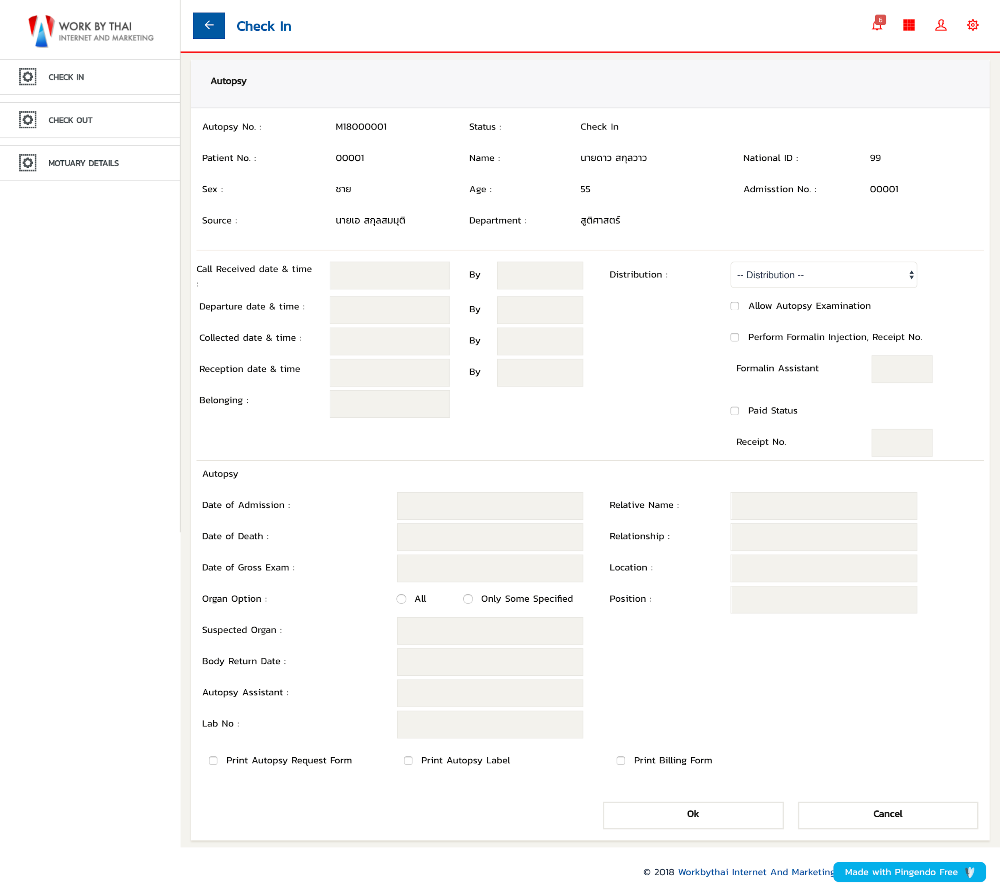 WORK BY THAI
INTERNET AND MARKETING
CHECK IN
CHECK OUT
MOTUARY DETAILS
Check In
6
Autopsy
Autopsy No. : M18000001 Status : Check In
Patient No. : 00001 Name : นายดาว สกุลวาว National ID : 99
Sex : ชาย Age : 55 Admisstion No. : 00001
Source : นายเอ สกุลสมมุติ Department : สูติศาสตร์
Call Received date & time : By Distribution : -- Distribution --
Departure date & time : By Allow Autopsy Examination
Collected date & time : By Perform Formalin Injection, Receipt No.
Reception date & time By Formalin Assistant
Belonging :
Paid Status
Receipt No.
Autopsy
Date of Admission : Relative Name :
Date of Death : Relationship :
Date of Gross Exam : Location :
Organ Option : All Only Some Specified Position :
Suspected Organ :
Body Return Date :
Autopsy Assistant :
Lab No :
Print Autopsy Request Form Print Autopsy Label Print Billing Form
Ok Cancel
© 2018 Workbythai Internet And Marketing
Made with Pingendo Free